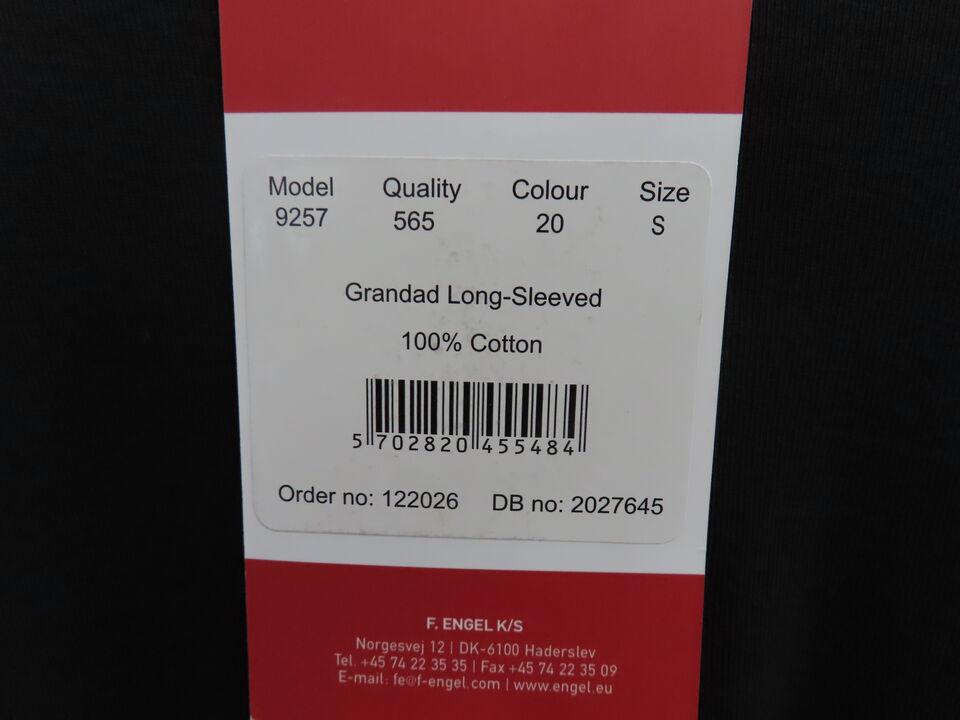 Model Quality Colour Size
9257 565 20 S
Grandad Long-Sleeved
100% Cotton
5 702820 455484
Order no: 122026 DB no: 2027645
F. ENGEL K/S
Norgesvej 12 | DK-6100 Haderslev
Tel. +45 74 22 35 35 | Fax +45 74 22 35 09
E-mail: fe@f-engel.com | www.engel.eu